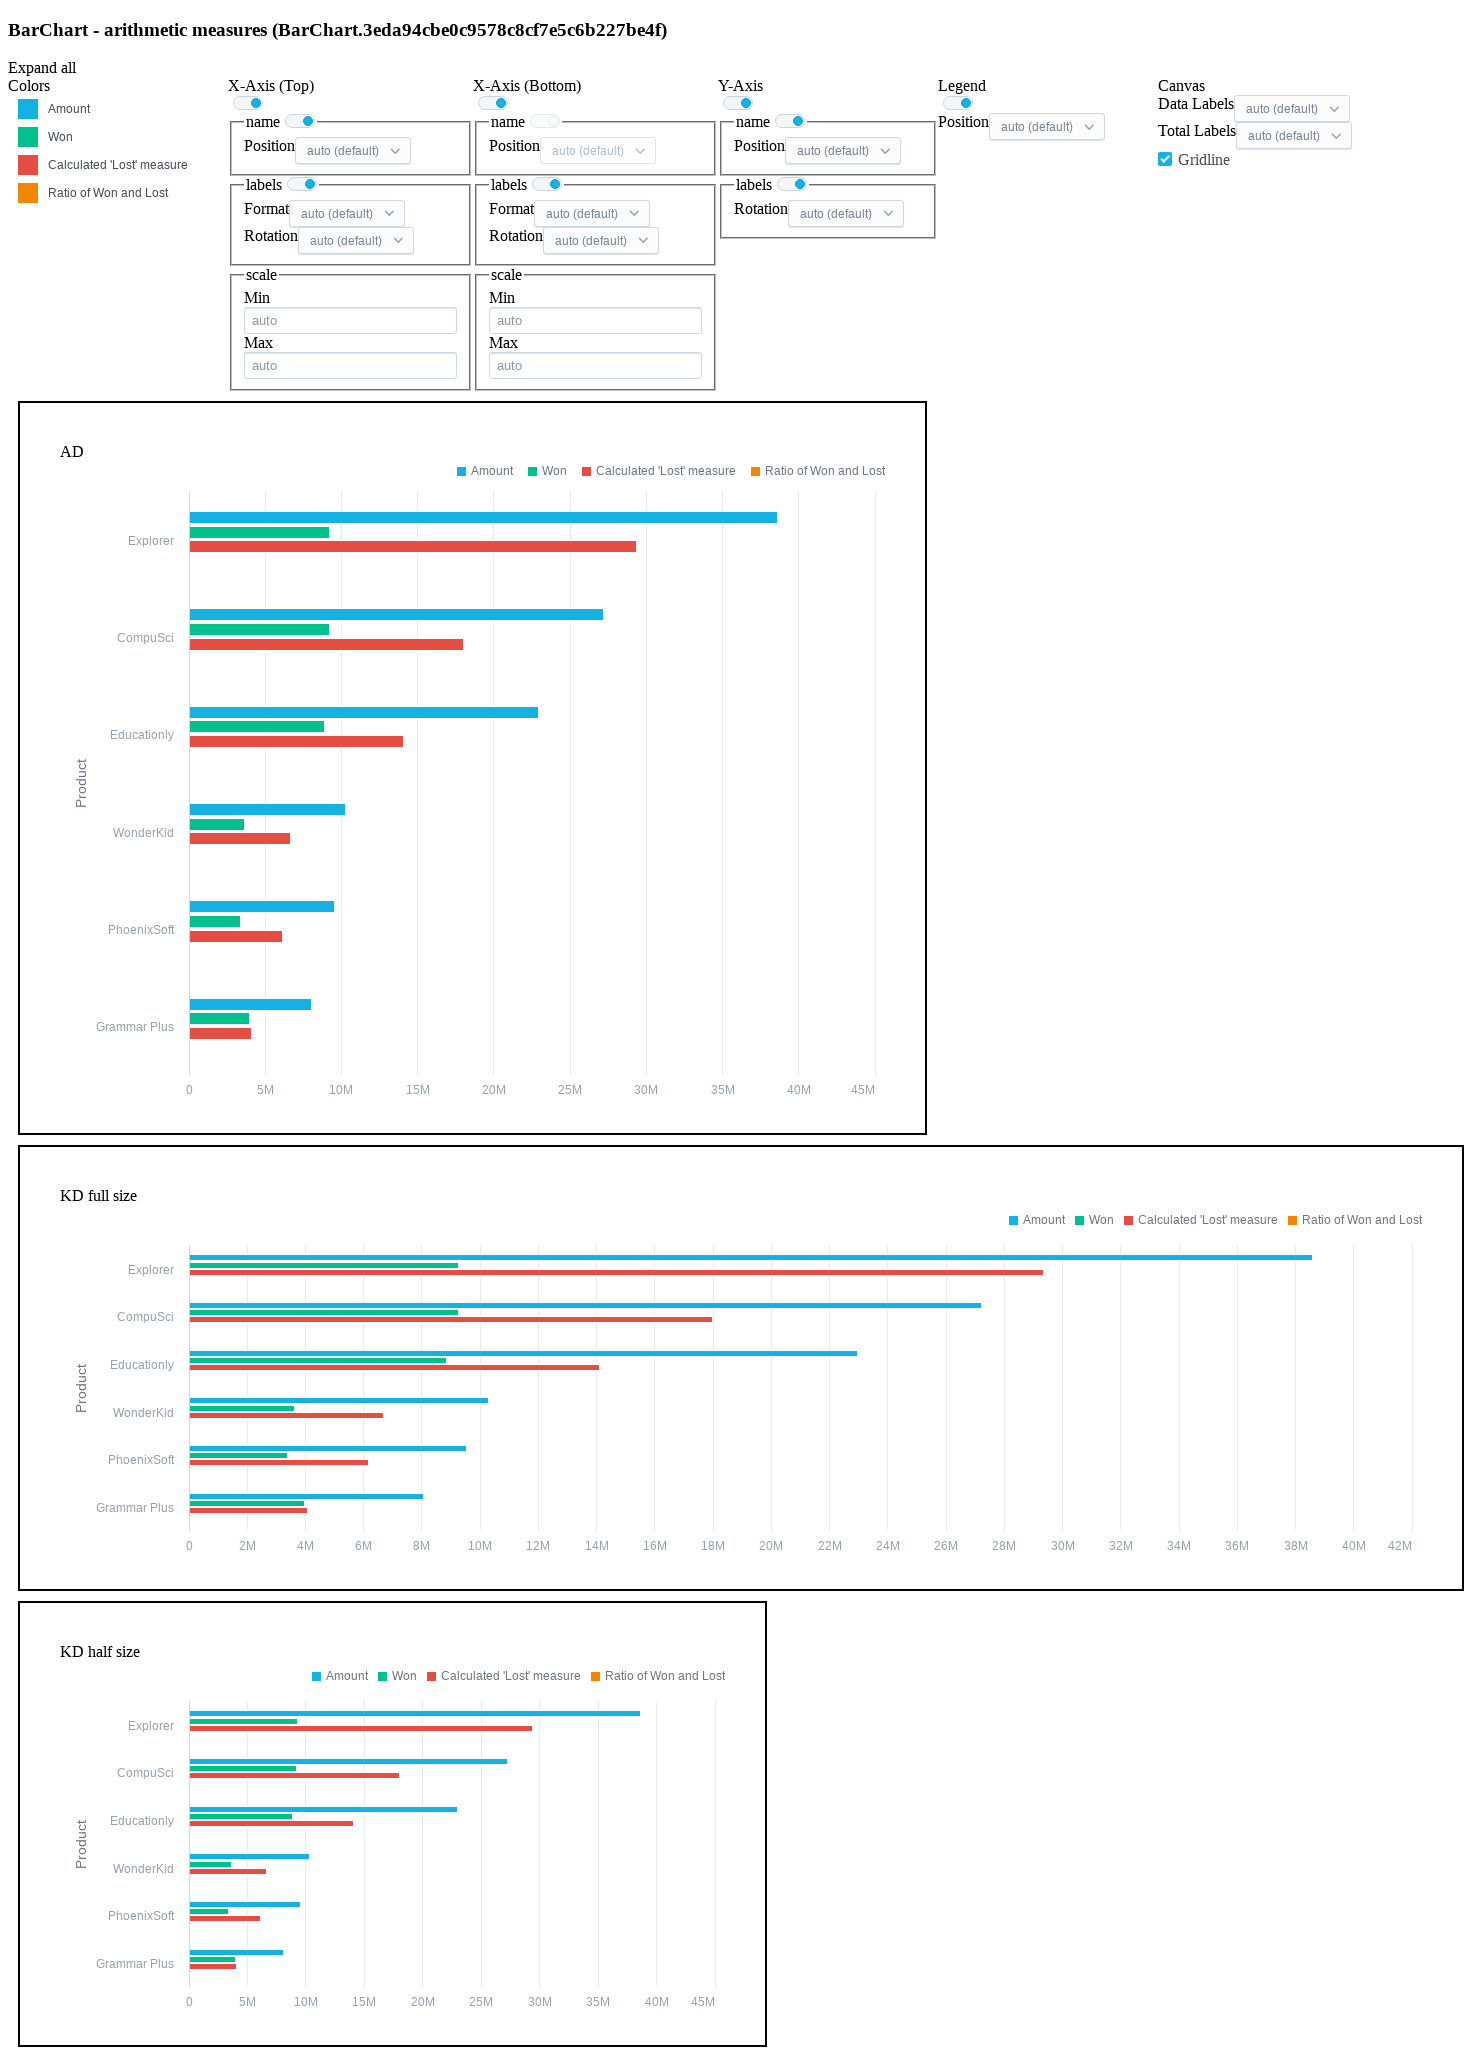 BarChart - arithmetic measures (BarChart.3eda94cbe0c9578c8cf7e5c6b227be4f)
Expand all
Colors
Amount
Won
Calculated 'Lost' measure
Ratio of Won and Lost
X-Axis (Top)
name
Position auto (default)
labels
Format auto (default)
Rotation auto (default)
scale
Min
auto
Max
auto
X-Axis (Bottom)
name
Position auto (default)
labels
Format auto (default)
Rotation auto (default)
scale
Min
auto
Max
auto
Y-Axis
name
Position auto (default)
labels
Rotation auto (default)
Legend
Position auto (default)
Canvas
Data Labels auto (default)
Total Labels auto (default)
Gridline
AD
Amount Won Calculated 'Lost' measure Ratio of Won and Lost
Product
Explorer
CompuSci
Educationly
WonderKid
PhoenixSoft
Grammar Plus
0 5M 10M 15M 20M 25M 30M 35M 40M 45M
KD full size
Amount Won Calculated 'Lost' measure Ratio of Won and Lost
Product
Explorer
CompuSci
Educationly
WonderKid
PhoenixSoft
Grammar Plus
0 2M 4M 6M 8M 10M 12M 14M 16M 18M 20M 22M 24M 26M 28M 30M 32M 34M 36M 38M 40M 42M
KD half size
Amount Won Calculated 'Lost' measure Ratio of Won and Lost
Product
Explorer
CompuSci
Educationly
WonderKid
PhoenixSoft
Grammar Plus
0 5M 10M 15M 20M 25M 30M 35M 40M 45M